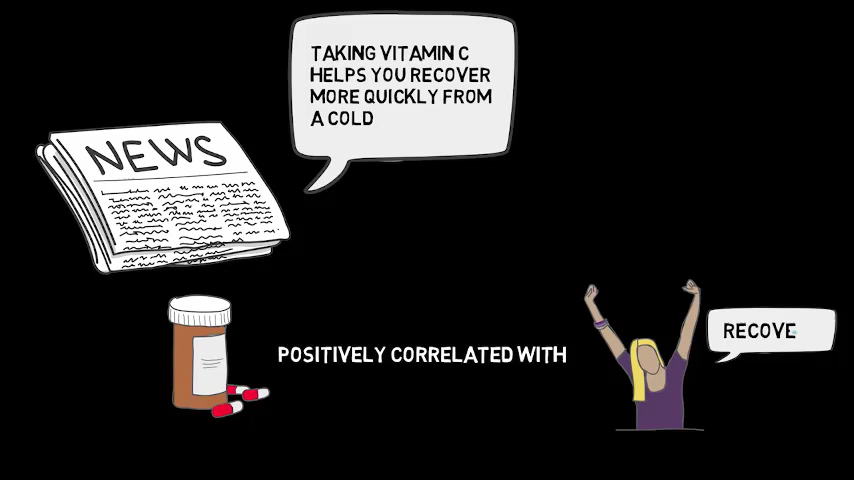 TAKING VITAMIN C
HELPS YOU RECOVER
MORE QUICKLY FROM
A COLD
NEWS
POSITIVELY CORRELATED WITH
RECOVE